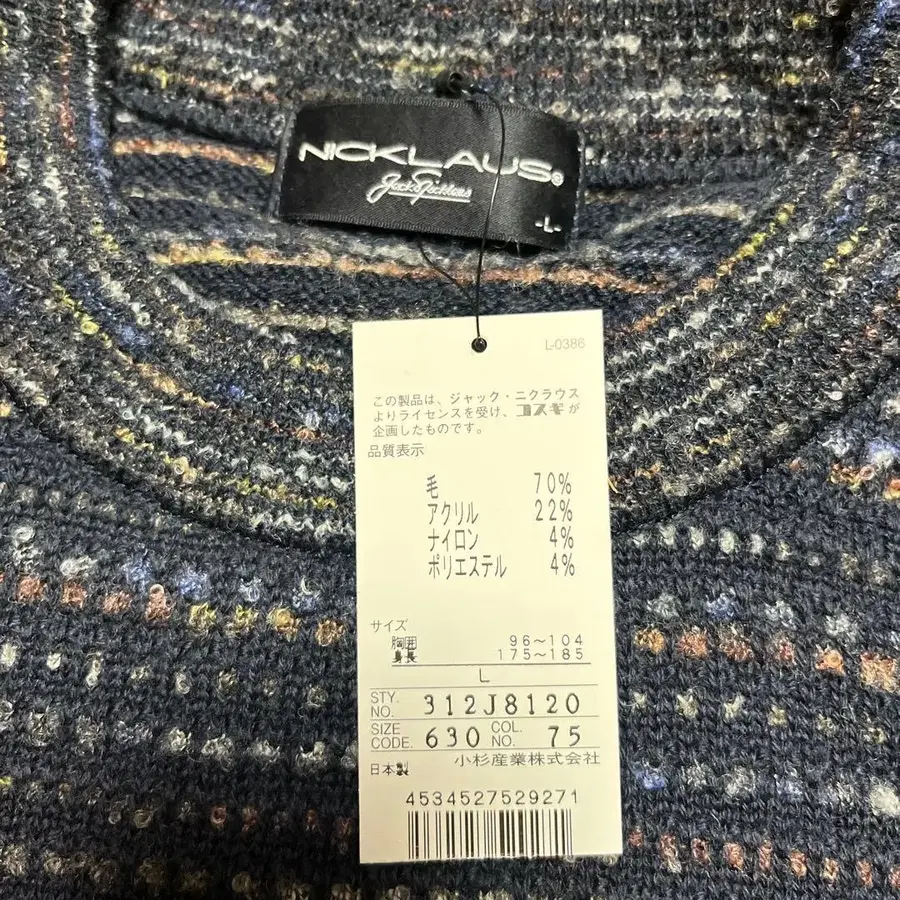 NICKLAUS®
Jack Nicklaus
-L-
L-0386
この製品は、ジャック・ニクラウス
よりライセンスを受け、コスギが
企画したものです。
品質表示
毛 70%
アクリル 22%
ナイロン 4%
ポリエステル 4%
サイズ
胸囲 96~104
身長 175~185
L
STY. NO. 312J8120
SIZE CODE. 630 COL. NO. 75
日本製 小杉産業株式会社
4534527529271